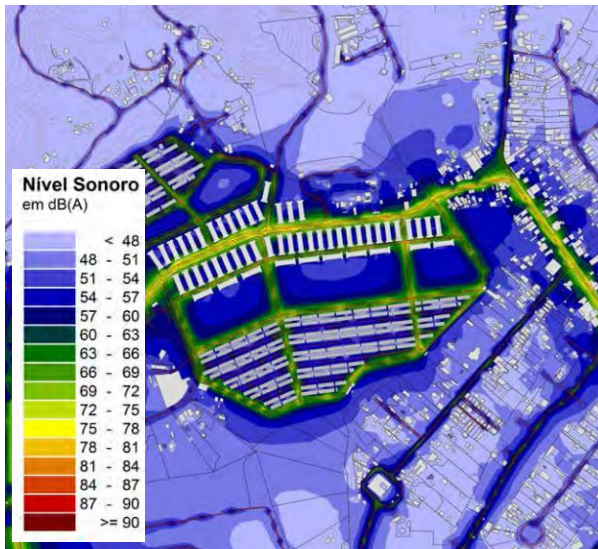 Nível Sonoro
em dB(A)
< 48
48 - 51
51 - 54
54 - 57
57 - 60
60 - 63
63 - 66
66 - 69
69 - 72
72 - 75
75 - 78
78 - 81
81 - 84
84 - 87
87 - 90
>= 90